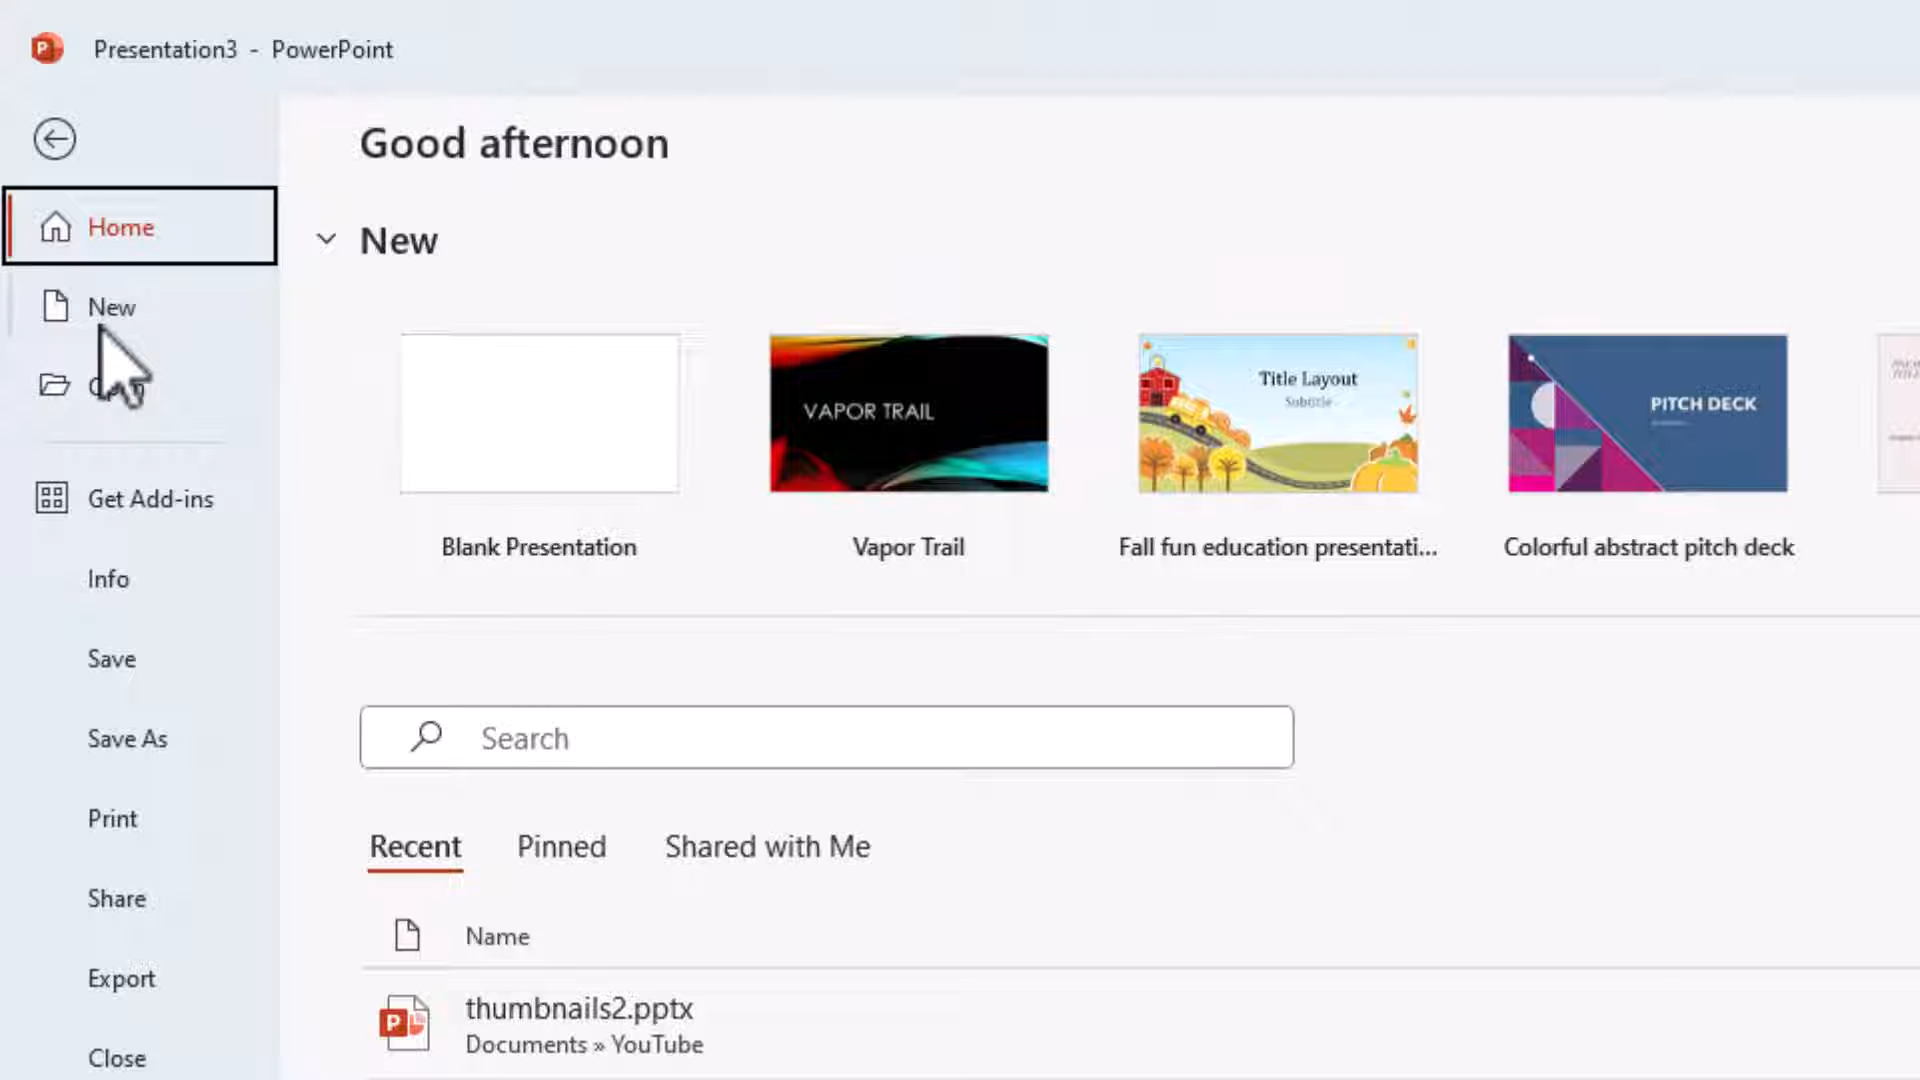 Presentation3 - PowerPoint
Good afternoon
Home
New
New
VAPOR TRAIL
Title Layout
Subtitle
PITCH DECK
Get Add-ins
Blank Presentation
Vapor Trail
Fall fun education presentati...
Colorful abstract pitch deck
Info
Save
Save As
Search
Print
Recent
Pinned
Shared with Me
Share
Name
Export
thumbnails2.pptx
Documents » YouTube
Close